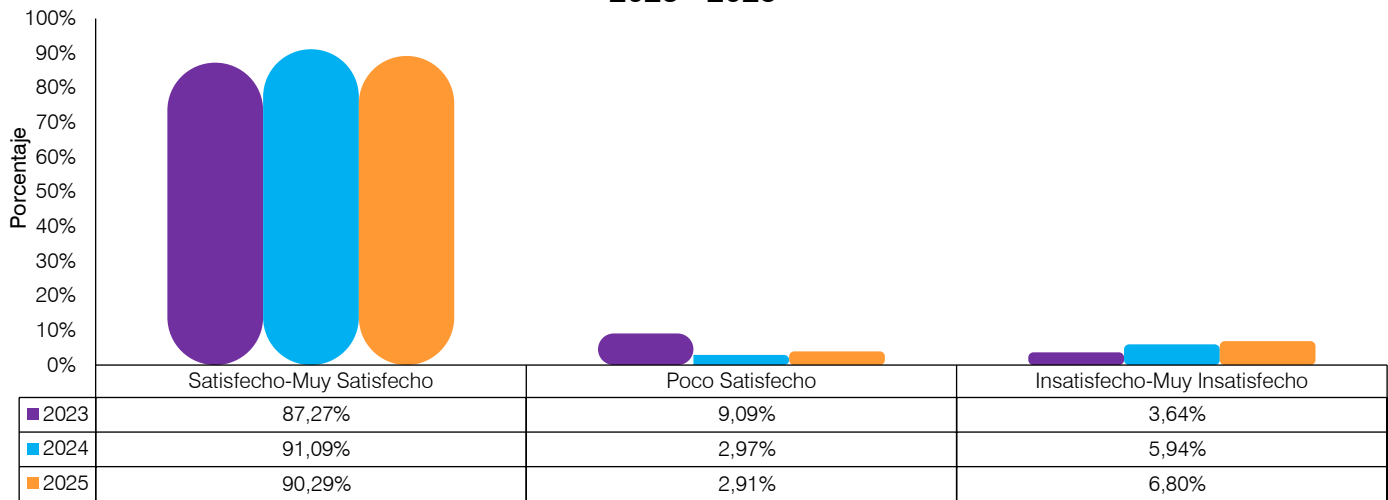 100%
90%
80%
70%
60%
50%
40%
30%
20%
10%
0%
Porcentaje
Satisfecho-Muy Satisfecho Poco Satisfecho Insatisfecho-Muy Insatisfecho
2023 87,27% 9,09% 3,64%
2024 91,09% 2,97% 5,94%
2025 90,29% 2,91% 6,80%